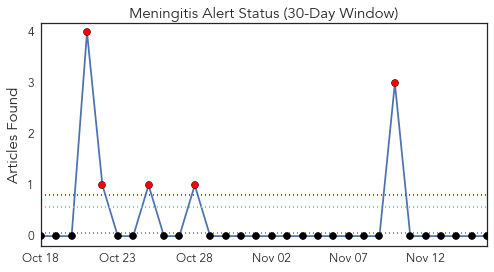 Meningitis Alert Status (30-Day Window)
Articles Found
4
3
2
1
0
Oct 18 Oct 23 Oct 28 Nov 02 Nov 07 Nov 12